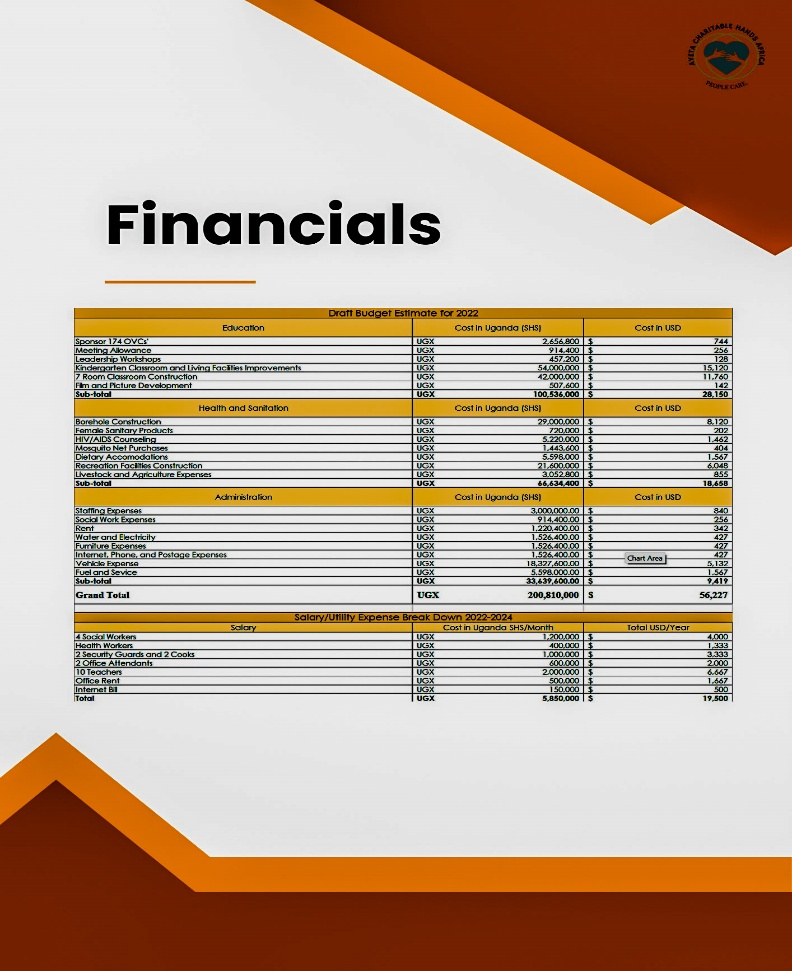 AYETA CHARITABLE HANDS AFRICA
PEOPLE CARE.
Financials
Draft Budget Estimate for 2022
Education Cost in Uganda (SHS) Cost in USD
Sponsor 174 OVCs' UGX 2,656,800 $ 744
Meeting Allowance UGX 914,400 $ 256
Leadership Workshops UGX 457,200 $ 128
Kindergarten Classroom and Living Facilities Improvements UGX 54,000,000 $ 15,120
7 Room Classroom Construction UGX 42,000,000 $ 11,760
Film and Picture Development UGX 507,600 $ 142
Sub-total UGX 100,536,000 $ 28,150
Health and Sanitation Cost in Uganda (SHS) Cost in USD
Borehole Construction UGX 29,000,000 $ 8,120
Female Sanitary Products UGX 720,000 $ 202
HIV/AIDS Counseling UGX 5,220,000 $ 1,462
Mosquito Net Purchases UGX 1,443,600 $ 404
Dietary Accomodations UGX 5,598,000 $ 1,567
Recreation Facilities Construction UGX 21,600,000 $ 6,048
Livestock and Agriculture Expenses UGX 3,052,800 $ 855
Sub-total UGX 66,634,400 $ 18,658
Administration Cost in Uganda (SHS) Cost in USD
Staffing Expenses UGX 3,000,000.00 $ 840
Social Work Expenses UGX 914,400.00 $ 256
Rent UGX 1,220,400.00 $ 342
Water and Electricity UGX 1,526,400.00 $ 427
Furniture Expenses UGX 1,526,400.00 $ 427
Internet, Phone, and Postage Expenses UGX 1,526,400.00 $ 427
Chart Area
Vehicle Expense UGX 18,327,600.00 $ 5,132
Fuel and Sevice UGX 5,598,000.00 $ 1,567
Sub-total UGX 33,639,600.00 $ 9,419
Grand Total UGX 200,810,000 $ 56,227
Salary/Utility Expense Break Down 2022-2024
Salary Cost in Uganda SHS/Month Total USD/Year
4 Social Workers UGX 1,200,000 $ 4,000
Health Workers UGX 400,000 $ 1,333
2 Security Guards and 2 Cooks UGX 1,000,000 $ 3,333
2 Office Attendants UGX 600,000 $ 2,000
10 Teachers UGX 2,000,000 $ 6,667
Office Rent UGX 500,000 $ 1,667
Internet Bill UGX 150,000 $ 500
Total UGX 5,850,000 $ 19,500